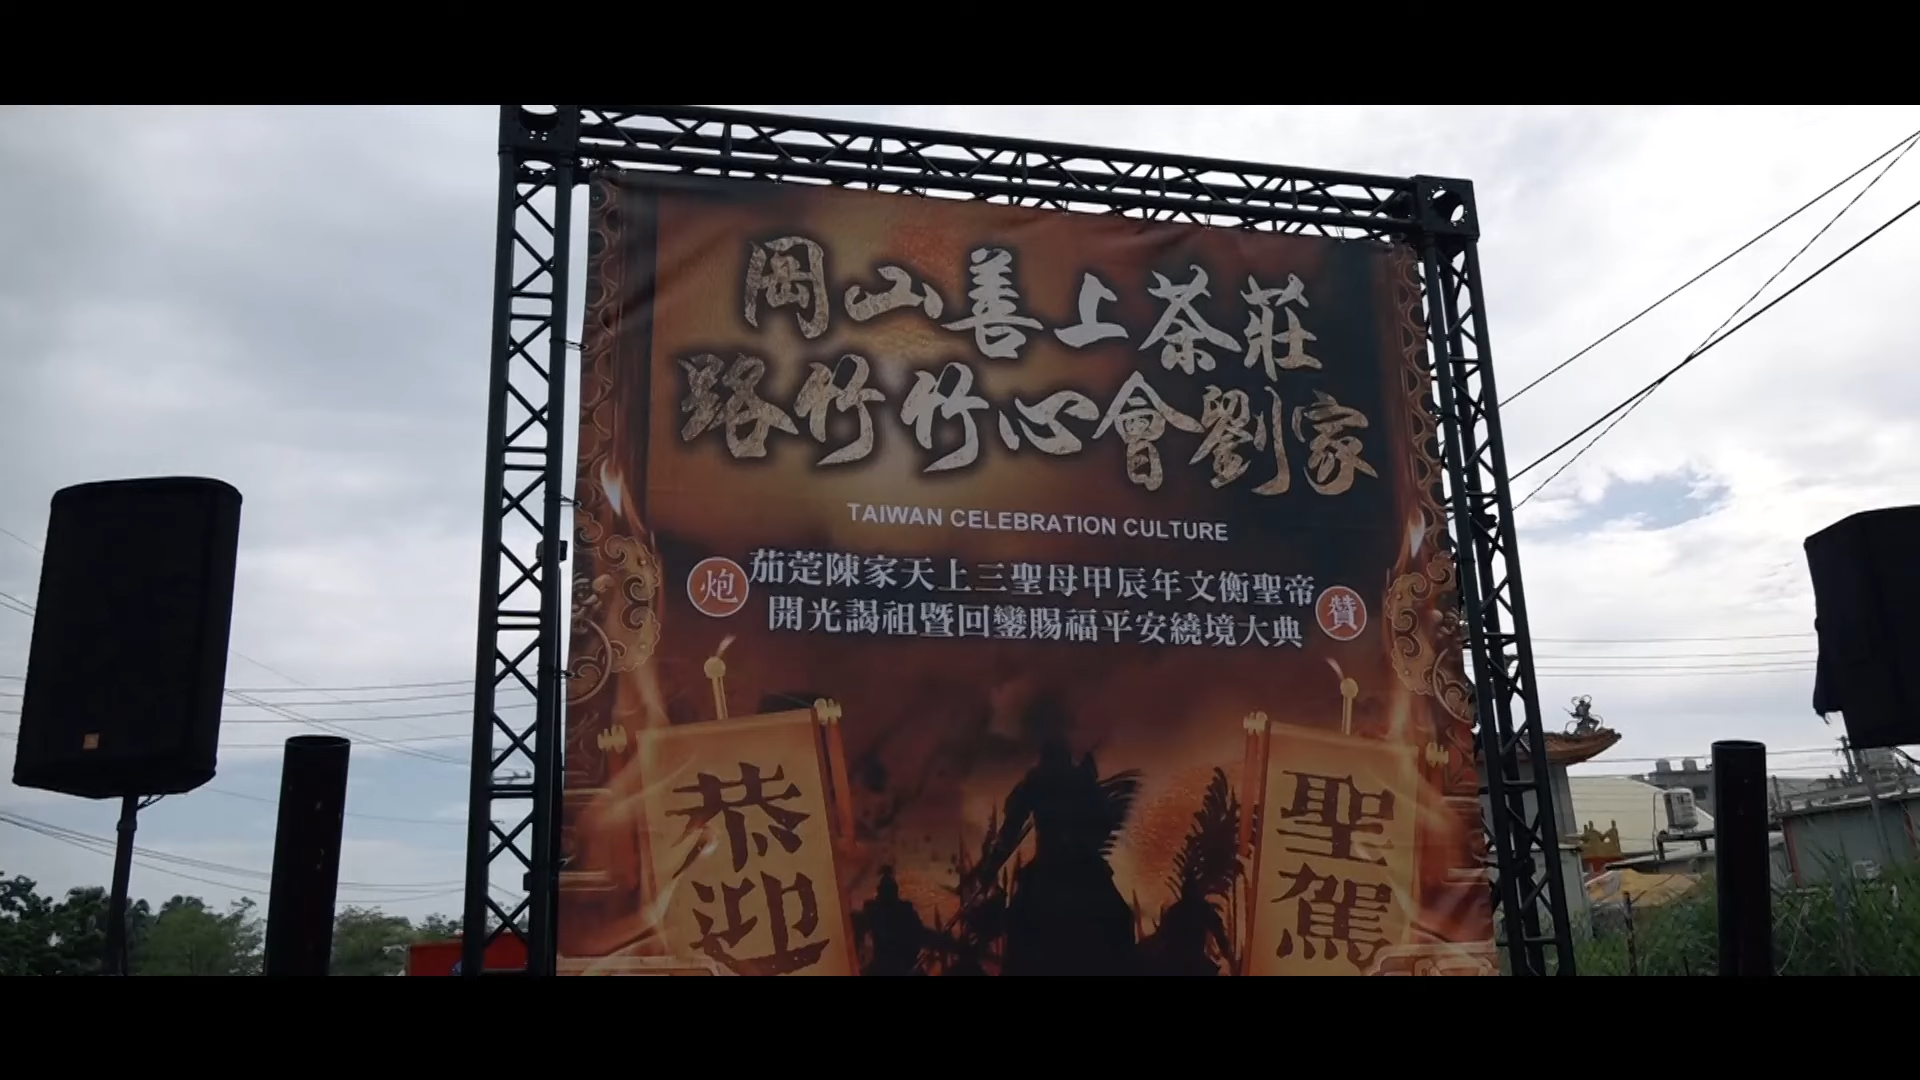 岡山善上茶莊
路竹竹心會劉家
TAIWAN CELEBRATION CULTURE
炮 茄萣陳家天上三聖母甲辰年文衡聖帝 贊
開光謁祖暨回鑾賜福平安繞境大典
恭迎
聖駕